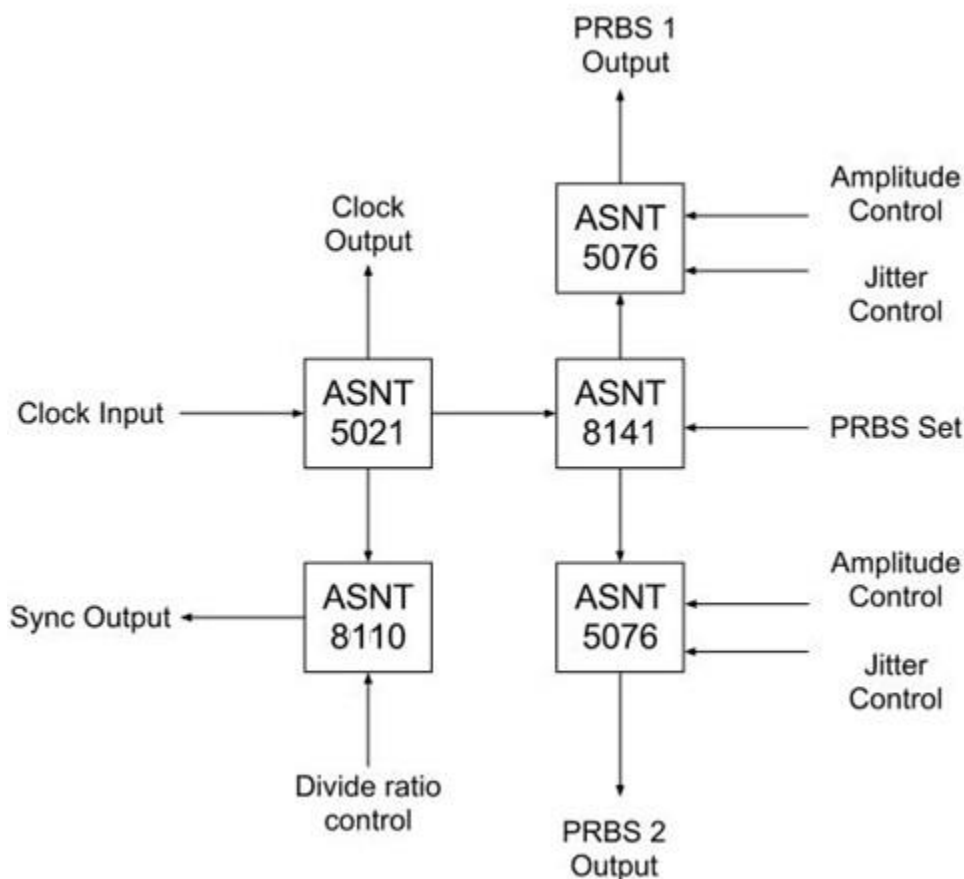 PRBS 1
Output
Clock
Output
ASNT
5076
Amplitude
Control
Jitter
Control
Clock Input
ASNT
5021
ASNT
8141
PRBS Set
Sync Output
ASNT
8110
ASNT
5076
Amplitude
Control
Jitter
Control
Divide ratio
control
PRBS 2
Output